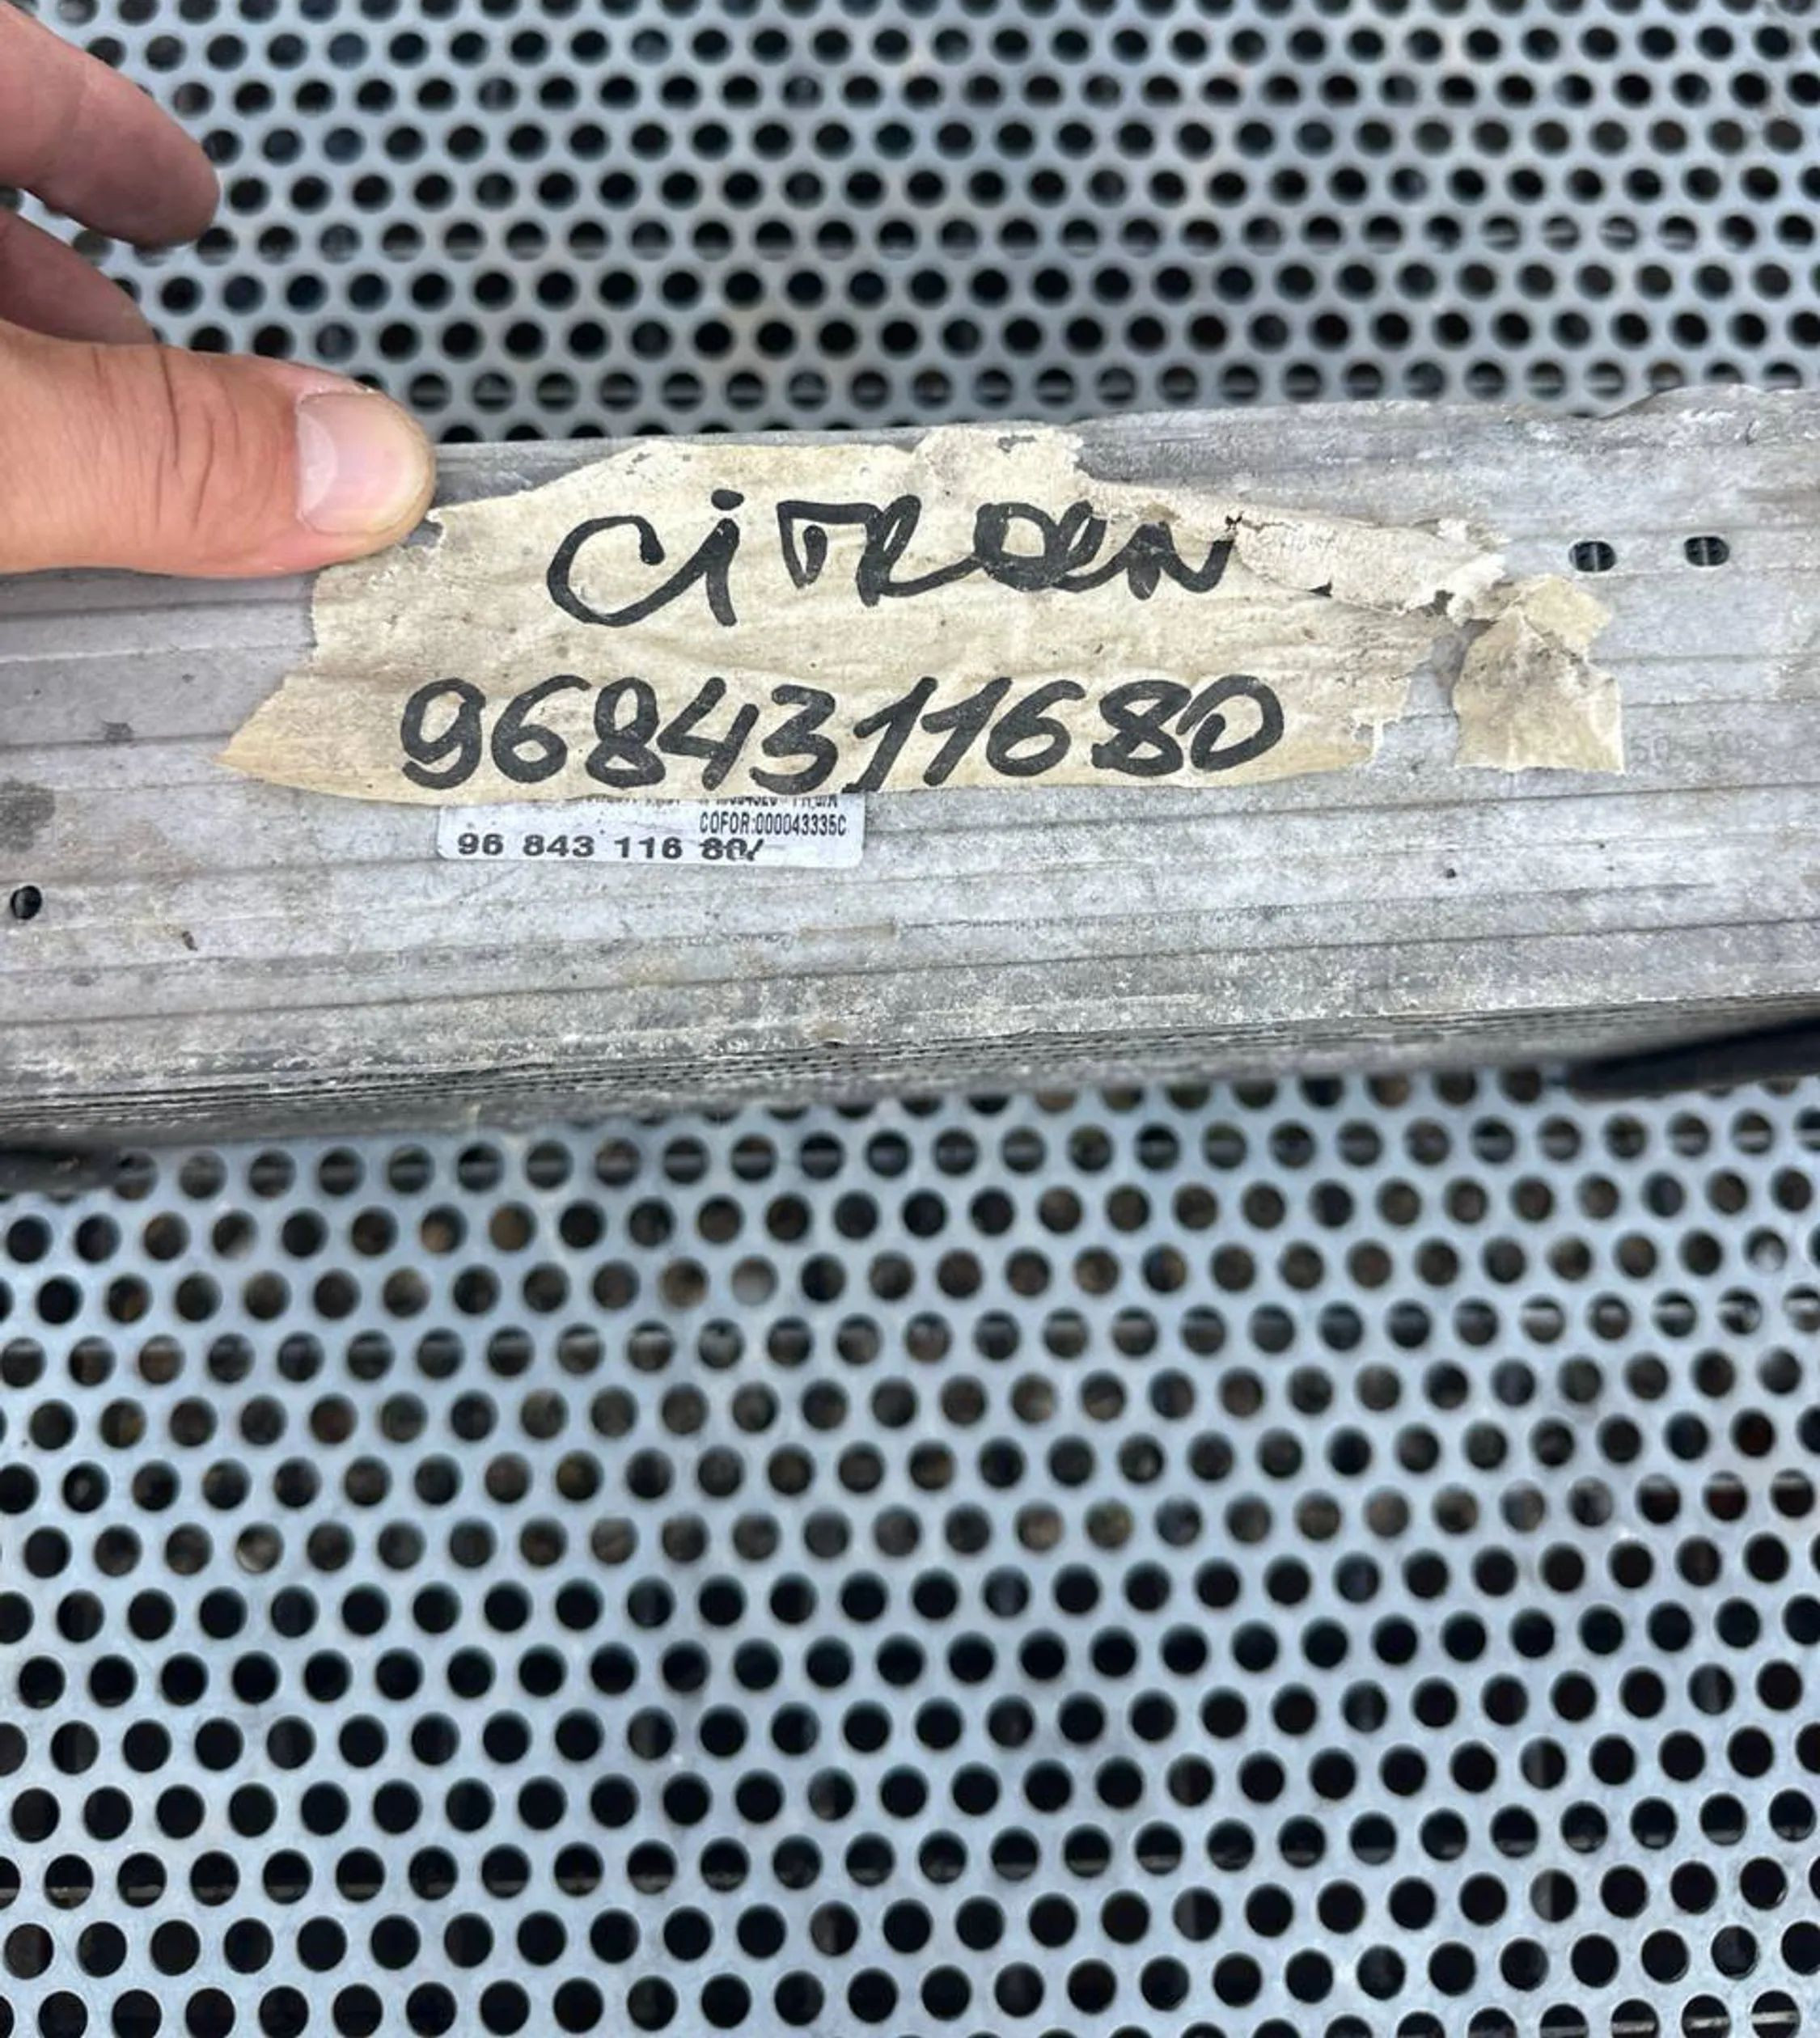 CiTROEN
9684311680
COFOR:000043335C
96 843 116 80